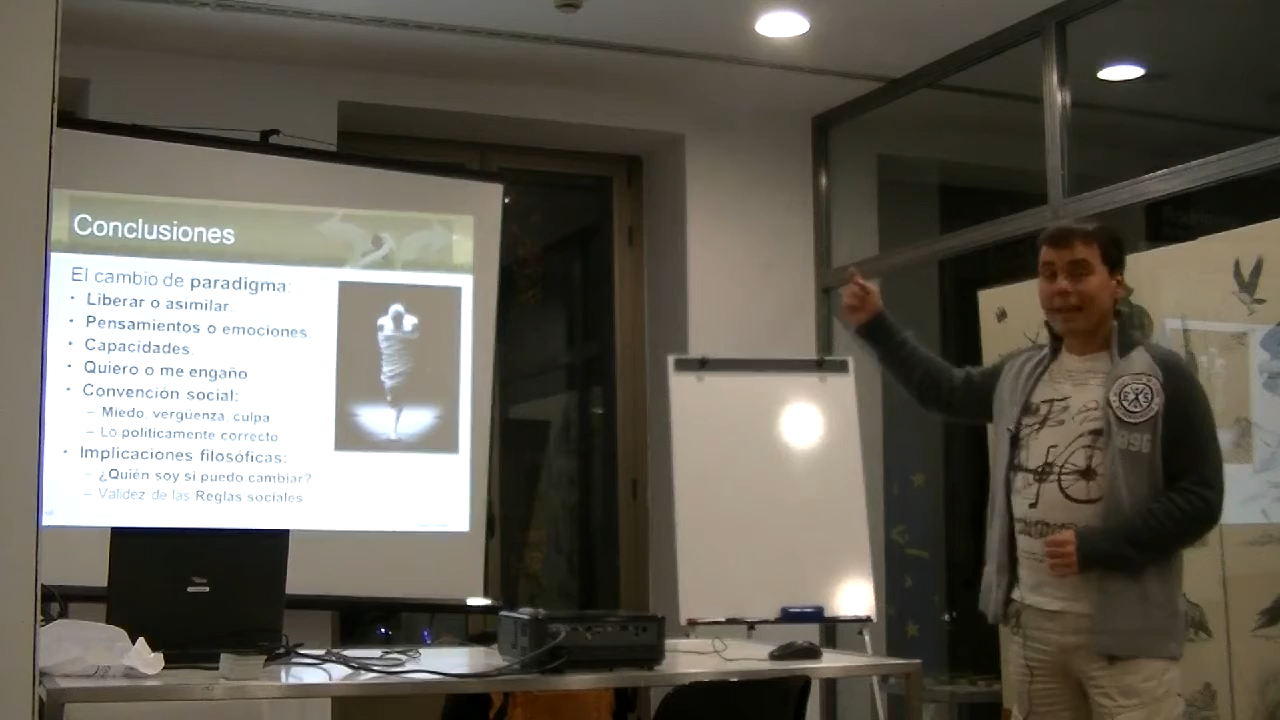 Conclusiones
El cambio de paradigma:
• Liberar o asimilar.
• Pensamientos o emociones
• Capacidades.
• Quiero o me engaño
• Convención social:
– Miedo, vergüenza, culpa
– Lo políticamente correcto
• Implicaciones filosóficas:
– ¿Quién soy si puedo cambiar?
– Validez de las Reglas sociales